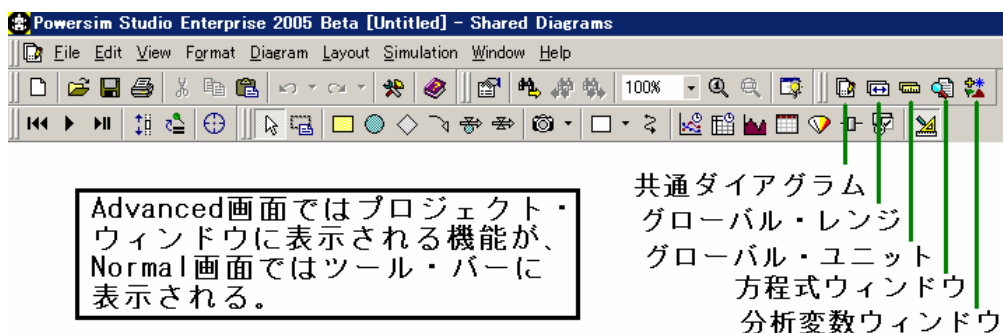 Powersim Studio Enterprise 2005 Beta [Untitled] - Shared Diagrams
File Edit View Format Diagram Layout Simulation Window Help
100%
Advanced画面ではプロジェクト・
ウィンドウに表示される機能が、
Normal画面ではツール・バーに
表示される。
共通ダイアグラム
グローバル・レンジ
グローバル・ユニット
方程式ウィンドウ
分析変数ウィンドウ